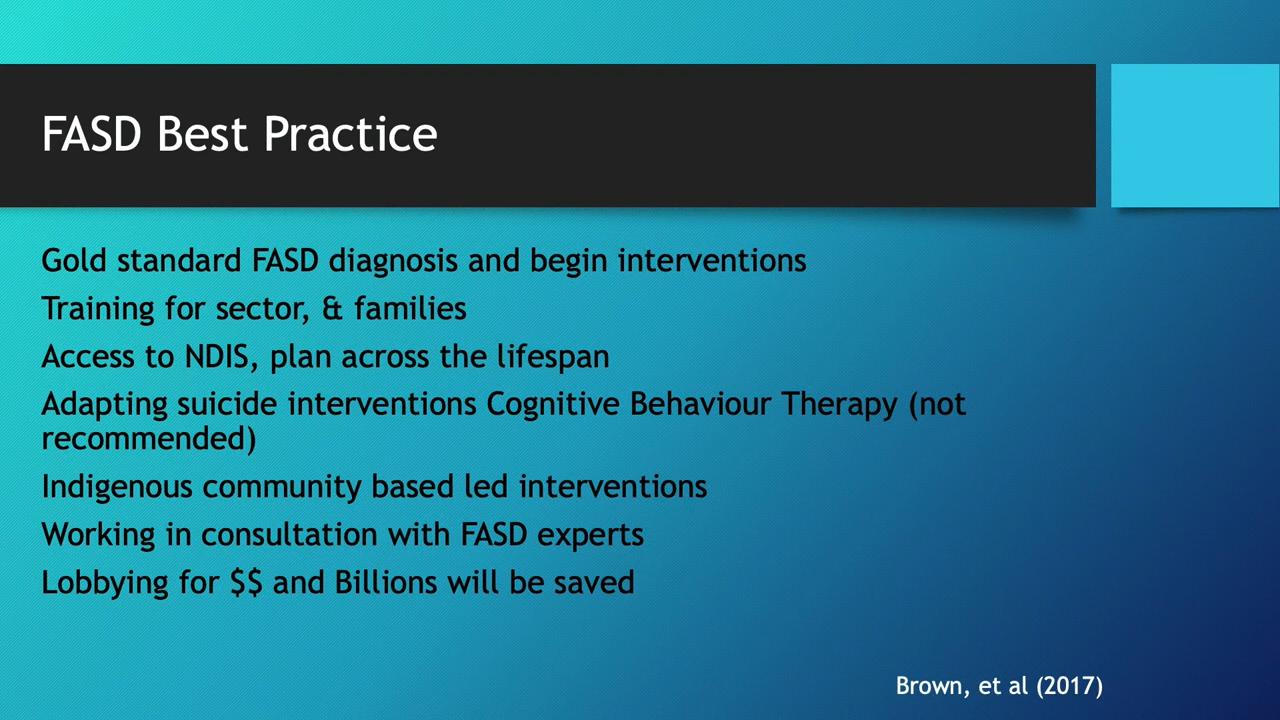 FASD Best Practice
Gold standard FASD diagnosis and begin interventions
Training for sector, & families
Access to NDIS, plan across the lifespan
Adapting suicide interventions Cognitive Behaviour Therapy (not
recommended)
Indigenous community based led interventions
Working in consultation with FASD experts
Lobbying for $$ and Billions will be saved
Brown, et al (2017)